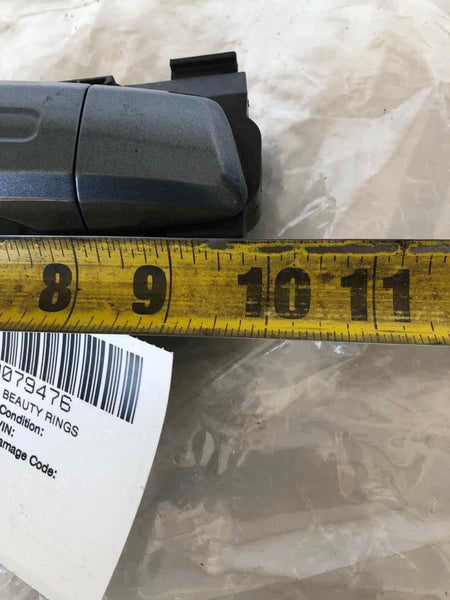 8 9 10 11
079476
BEAUTY RINGS
Condition:
VIN:
amage Code: